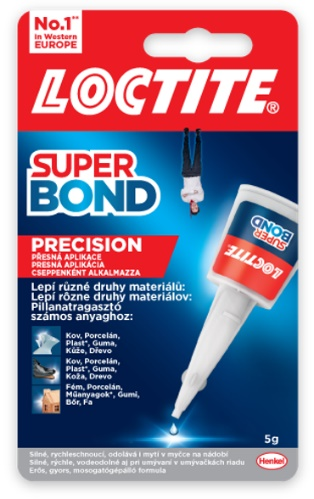 No.1**
in Western
EUROPE
LOCTITE®
SUPER
BOND
PRECISION
PŘESNÁ APLIKACE
PRESNÁ APLIKÁCIA
CSEPPENKÉNT ALKALMAZZA
Lepí různé druhy materiálů:
Lepí rôzne druhy materiálov:
Pillanatragasztó
számos anyaghoz:
Kov, Porcelán,
Plast*, Guma,
Kůže, Dřevo
Kov, Porcelán,
Plast*, Guma,
Koža, Drevo
Fém, Porcelán,
Műanyagok*, Gumi,
Bőr, Fa
SUPER
BOND
LOCTITE
5g
Henkel
Silné, rychleschnoucí, odolává i mytí v myčce na nádobí
Silné, rýchle, vodeodolné aj pri umývaní v umývačkách riadu
Erős, gyors, mosogatógépálló formula